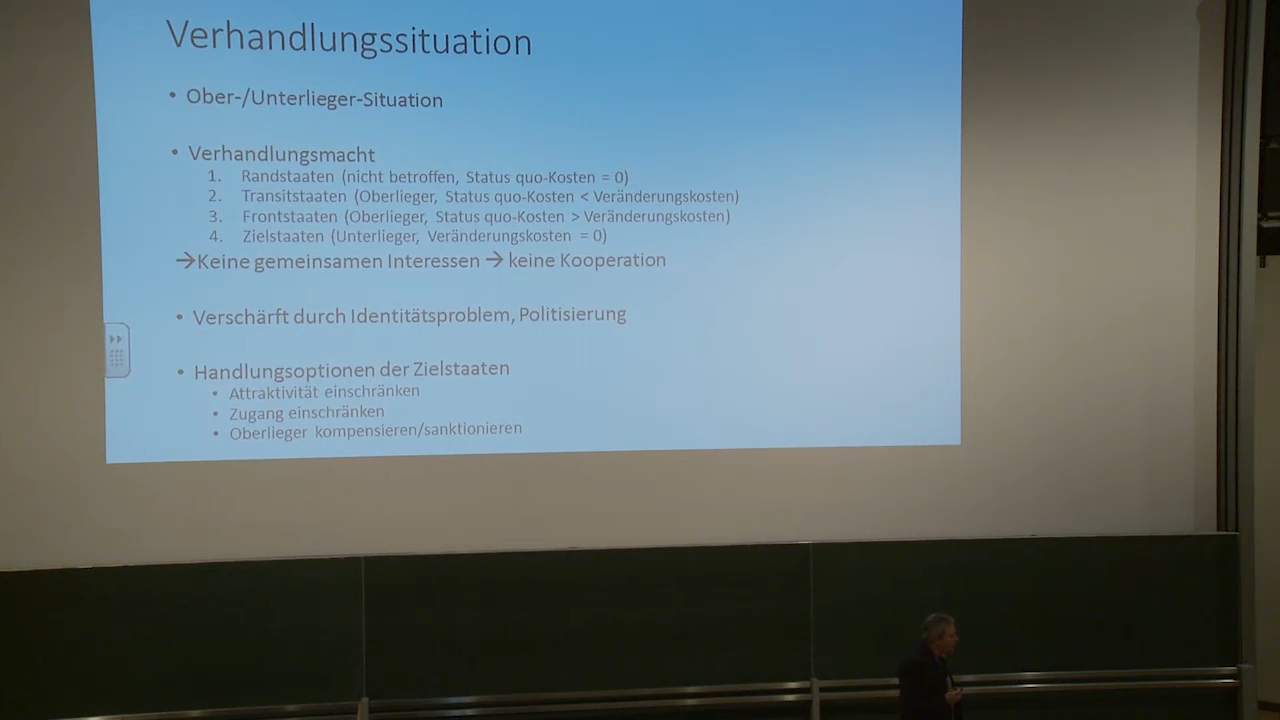 Verhandlungssituation
• Ober-/Unterlieger-Situation
• Verhandlungsmacht
1. Randstaaten (nicht betroffen, Status quo-Kosten = 0)
2. Transitstaaten (Oberlieger, Status quo-Kosten < Veränderungskosten)
3. Frontstaaten (Oberlieger, Status quo-Kosten > Veränderungskosten)
4. Zielstaaten (Unterlieger, Veränderungskosten = 0)
→Keine gemeinsamen Interessen → keine Kooperation
• Verschärft durch Identitätsproblem, Politisierung
• Handlungsoptionen der Zielstaaten
• Attraktivität einschränken
• Zugang einschränken
• Oberlieger kompensieren/sanktionieren